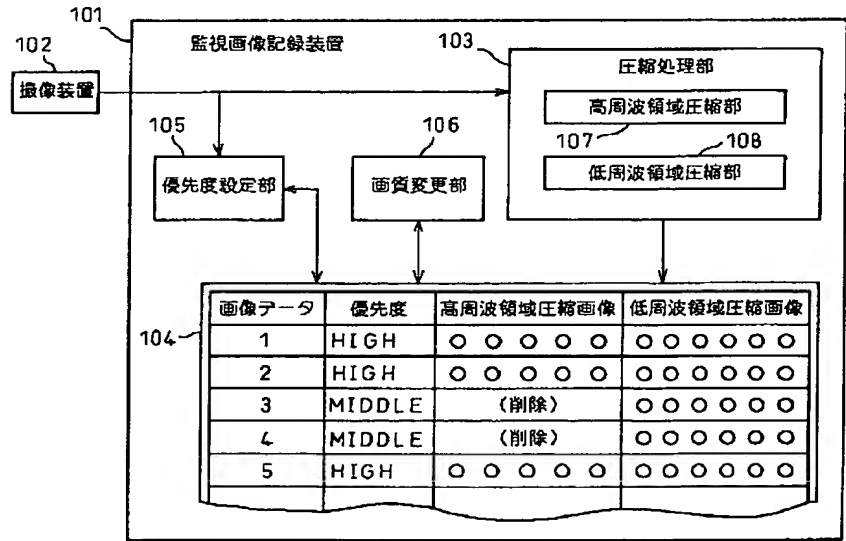 101
監視画像記録装置
102
撮像装置
103
圧縮処理部
高周波領域圧縮部
107
108
低周波領域圧縮部
105
優先度設定部
106
画質変更部
104
画像データ 優先度 高周波領域圧縮画像 低周波領域圧縮画像
1 HIGH ○ ○ ○ ○ ○ ○ ○ ○ ○ ○ ○
2 HIGH ○ ○ ○ ○ ○ ○ ○ ○ ○ ○ ○
3 MIDDLE (削除) ○ ○ ○ ○ ○ ○
4 MIDDLE (削除) ○ ○ ○ ○ ○ ○
5 HIGH ○ ○ ○ ○ ○ ○ ○ ○ ○ ○ ○